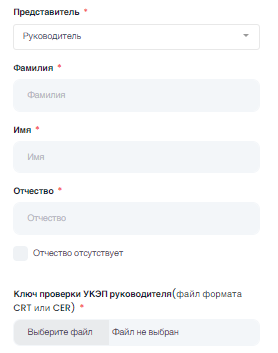 Представитель *
Руководитель
Фамилия *
Фамилия
Имя *
Имя
Отчество *
Отчество
Отчество отсутствует
Ключ проверки УКЭП руководителя(файл формата
CRT или CER) *
Выберите файл Файл не выбран